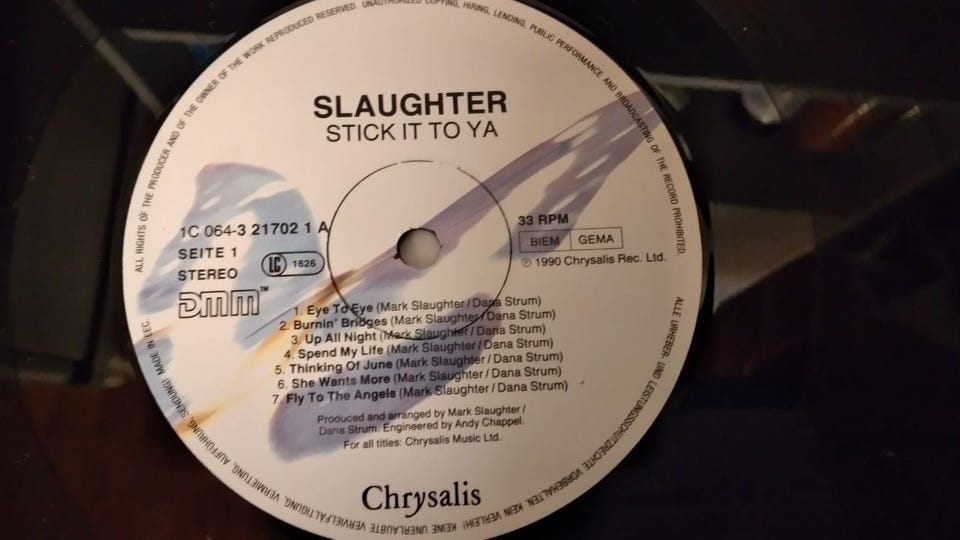 ALL RIGHTS OF THE PRODUCER AND OF THE OWNER OF THE WORK REPRODUCED RESERVED. UNAUTHORIZED COPYING, HIRING, LENDING, PUBLIC PERFORMANCE AND BROADCASTING OF THE RECORD PROHIBITED.
SLAUGHTER
STICK IT TO YA
1C 064-3 21702 1 A
SEITE 1
STEREO
LC 1626
DMM™
33 RPM
BIEM GEMA
℗ 1990 Chrysalis Rec. Ltd.
1. Eye To Eye (Mark Slaughter / Dana Strum)
2. Burnin' Bridges (Mark Slaughter / Dana Strum)
3. Up All Night (Mark Slaughter / Dana Strum)
4. Spend My Life (Mark Slaughter / Dana Strum)
5. Thinking Of June (Mark Slaughter / Dana Strum)
6. She Wants More (Mark Slaughter / Dana Strum)
7. Fly To The Angels (Mark Slaughter / Dana Strum)
Produced and arranged by Mark Slaughter /
Dana Strum. Engineered by Andy Chappel.
For all titles: Chrysalis Music Ltd.
Chrysalis
ALLE URHEBER- UND LEISTUNGSSCHUTZRECHTE VORBEHALTEN. KEIN VERLEIH! KEINE UNERLAUBTE VERVIELFÄLTIGUNG, VERMIETUNG, AUFFÜHRUNG, SENDUNG! MADE IN EEC.